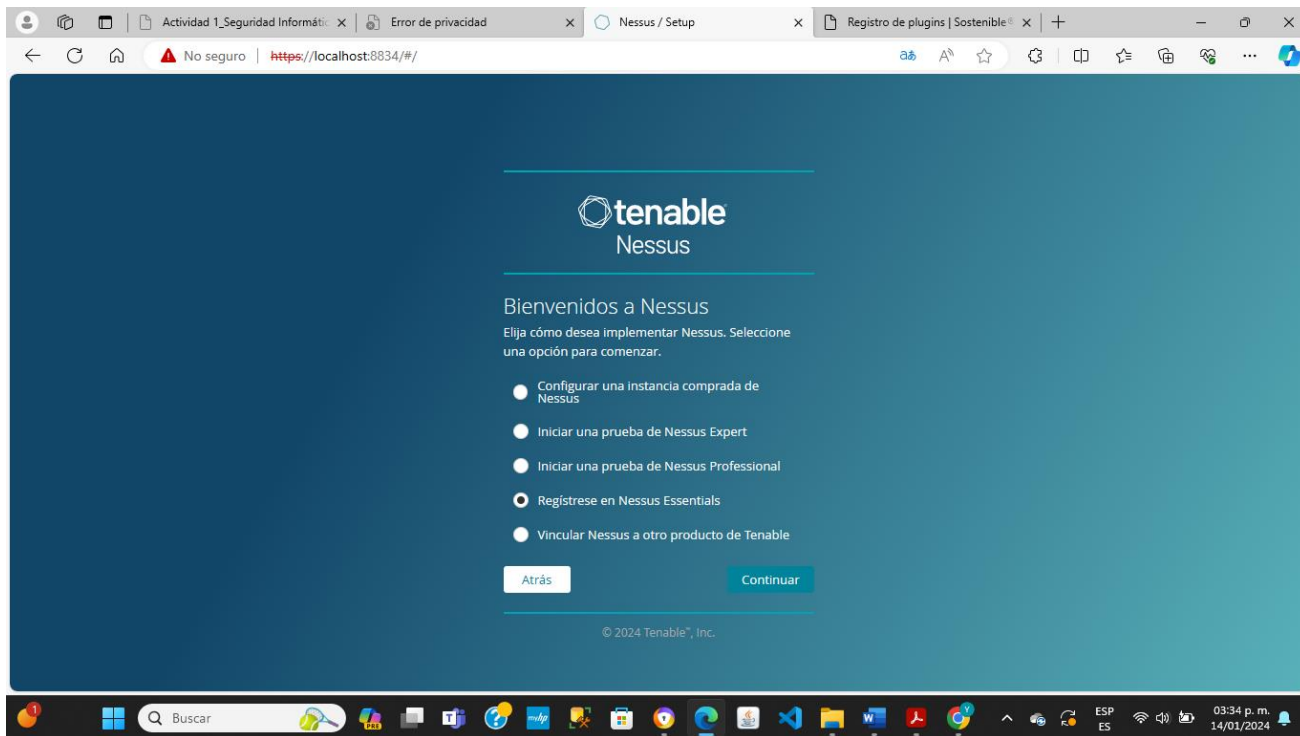 Actividad 1_Seguridad Informátic
Error de privacidad
Nessus / Setup
Registro de plugins | Sostenible®
No seguro
https://localhost:8834/#/
tenable
Nessus
Bienvenidos a Nessus
Elija cómo desea implementar Nessus. Seleccione
una opción para comenzar.
Configurar una instancia comprada de
Nessus
Iniciar una prueba de Nessus Expert
Iniciar una prueba de Nessus Professional
Regístrese en Nessus Essentials
Vincular Nessus a otro producto de Tenable
Atrás
Continuar
© 2024 Tenable™, Inc.
1
Buscar
PRE
myhp
ESP
ES
03:34 p. m.
14/01/2024